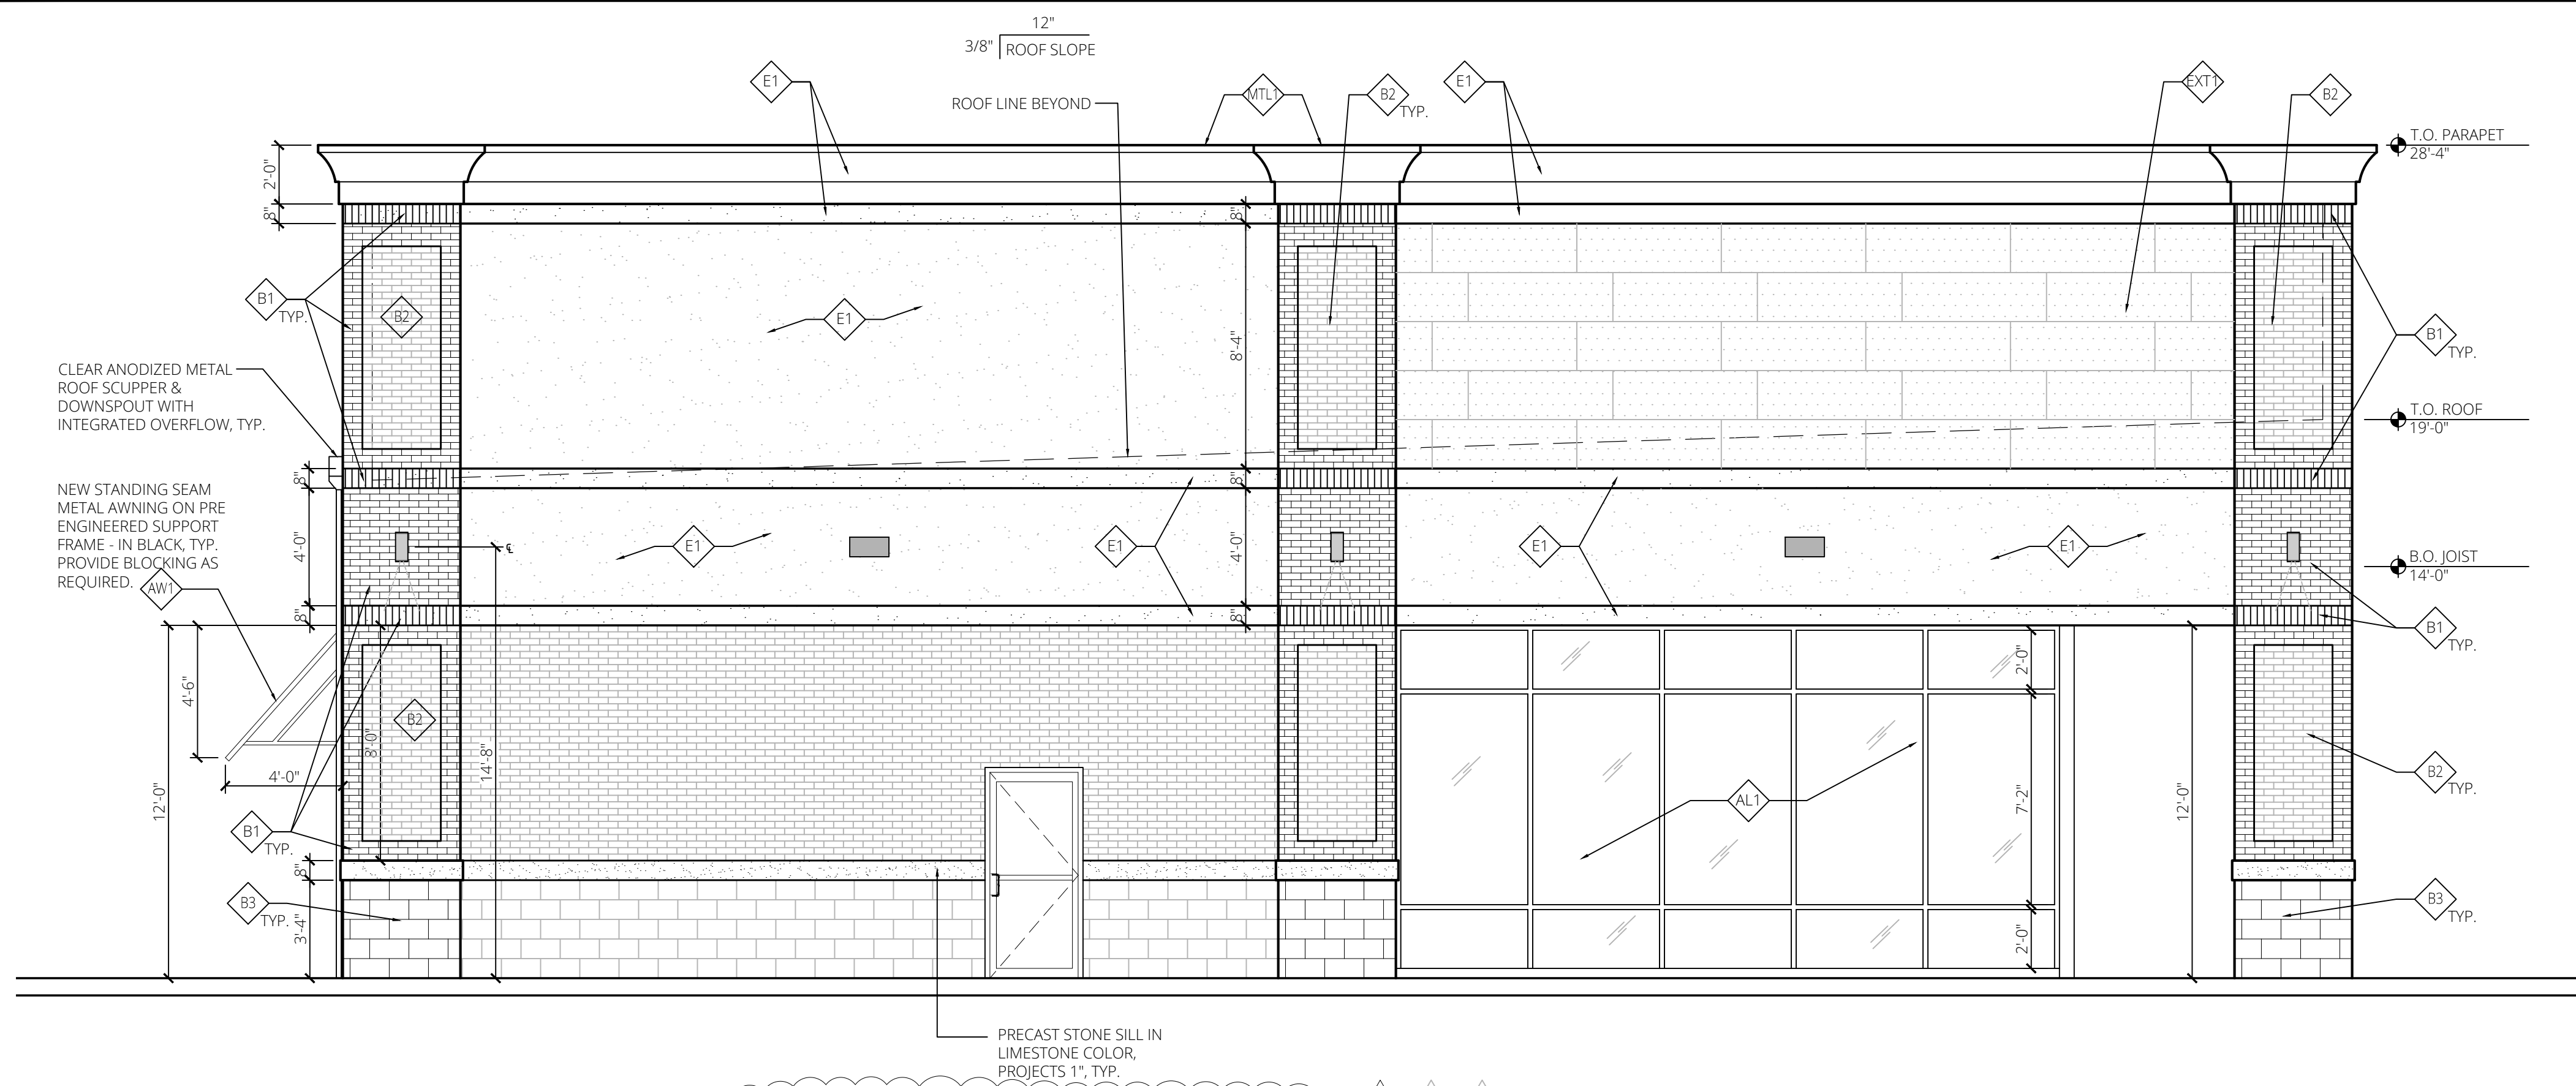 12"
3/8" ROOF SLOPE
E1
ROOF LINE BEYOND
MTL1
B2
TYP.
E1
EXT1
B2
T.O. PARAPET
28'-4"
2'-0"
8"
8"
B1
TYP.
B2
E1
8'-4"
B1
TYP.
CLEAR ANODIZED METAL
ROOF SCUPPER &
DOWNSPOUT WITH
INTEGRATED OVERFLOW, TYP.
T.O. ROOF
19'-0"
8"
8"
NEW STANDING SEAM
METAL AWNING ON PRE
ENGINEERED SUPPORT
FRAME - IN BLACK, TYP.
PROVIDE BLOCKING AS
REQUIRED.
AW1
4'-0"
E1
E1
4'-0"
E1
E1
B.O. JOIST
14'-0"
8"
8"
B1
TYP.
4'-6"
2'-0"
B2
8'-0"
14'-8"
4'-0"
12'-0"
AL1
7'-2"
12'-0"
B2
TYP.
B1
TYP.
8"
B3
TYP.
3'-4"
2'-0"
B3
TYP.
PRECAST STONE SILL IN
LIMESTONE COLOR,
PROJECTS 1", TYP.